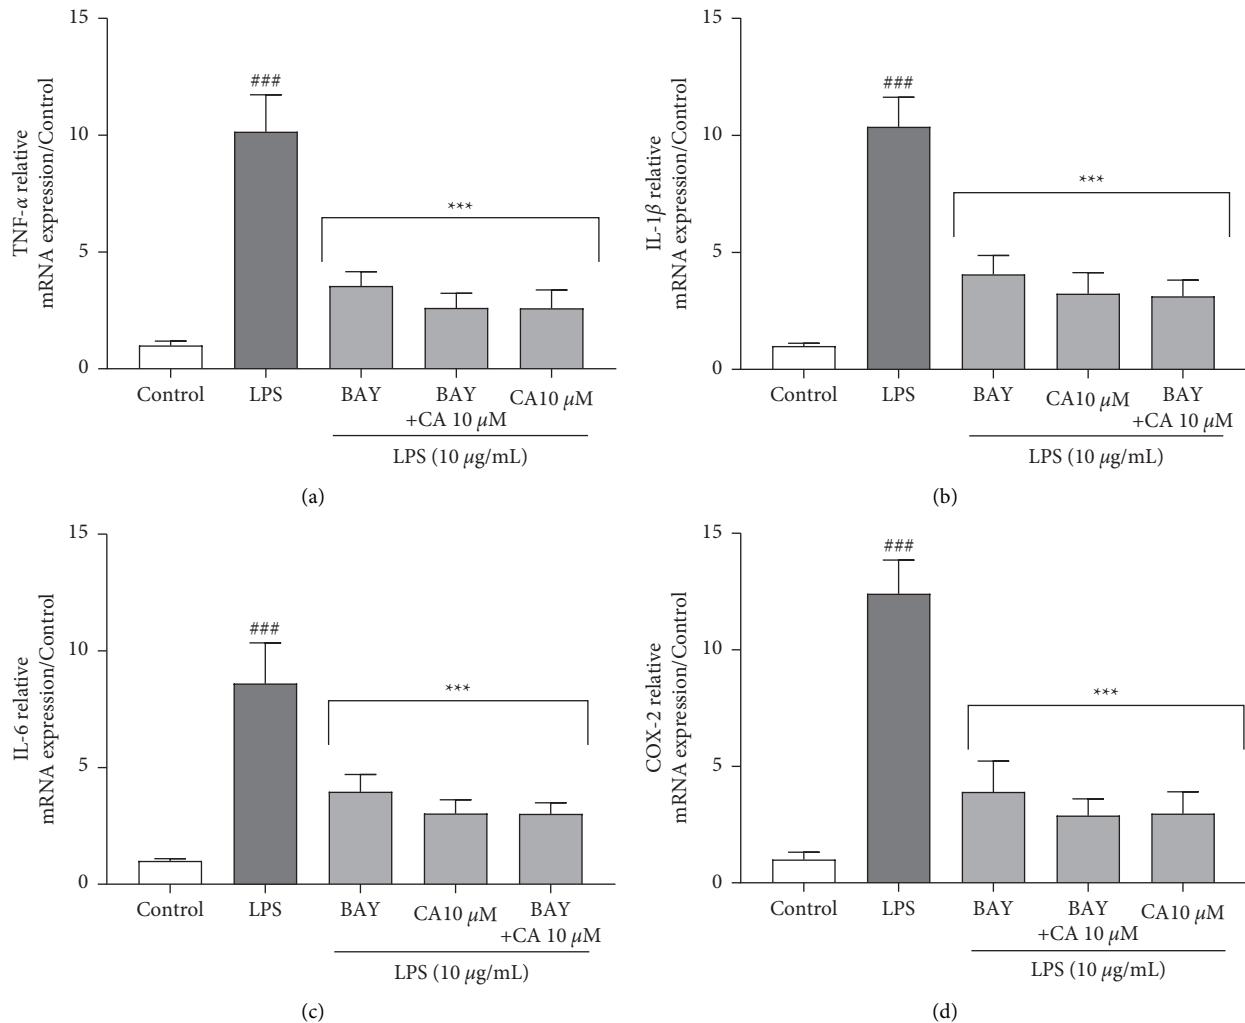 15
10
5
0
TNF-α relative
mRNA expression/Control
###
***
Control
LPS
BAY
BAY
+CA 10 μM
CA10 μM
LPS (10 μg/mL)
(a)
15
10
5
0
IL-1β relative
mRNA expression/Control
###
***
Control
LPS
BAY
CA10 μM
BAY
+CA 10 μM
LPS (10 μg/mL)
(b)
15
10
5
0
IL-6 relative
mRNA expression/Control
###
***
Control
LPS
BAY
CA10 μM
BAY
+CA 10 μM
LPS (10 μg/mL)
(c)
15
10
5
0
COX-2 relative
mRNA expression/Control
###
***
Control
LPS
BAY
BAY
+CA 10 μM
CA10 μM
LPS (10 μg/mL)
(d)